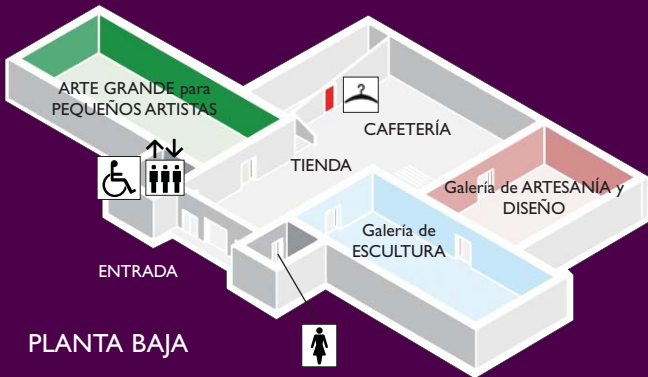 ARTE GRANDE para
PEQUEÑOS ARTISTAS
?
CAFETERÍA
TIENDA
Galería de ARTESANÍA y
DISEÑO
Galería de
ESCULTURA
ENTRADA
PLANTA BAJA